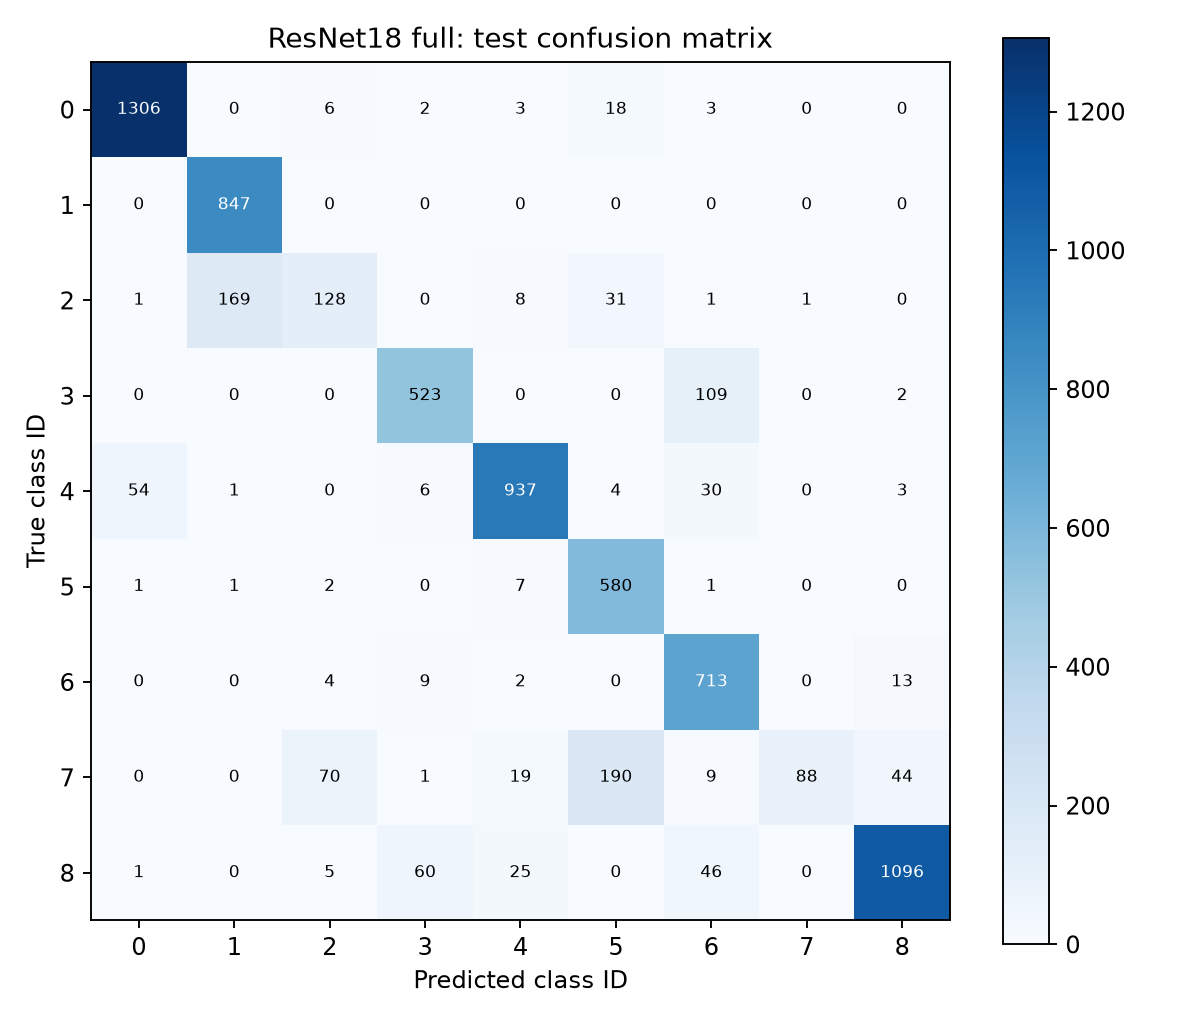 ResNet18 full: test confusion matrix
0 1306 0 6 2 3 18 3 0 0
1 0 847 0 0 0 0 0 0 0
2 1 169 128 0 8 31 1 1 0
3 0 0 0 523 0 0 109 0 2
4 54 1 0 6 937 4 30 0 3
5 1 1 2 0 7 580 1 0 0
6 0 0 4 9 2 0 713 0 13
7 0 0 70 1 19 190 9 88 44
8 1 0 5 60 25 0 46 0 1096
0 1 2 3 4 5 6 7 8
Predicted class ID
True class ID
1200
1000
800
600
400
200
0